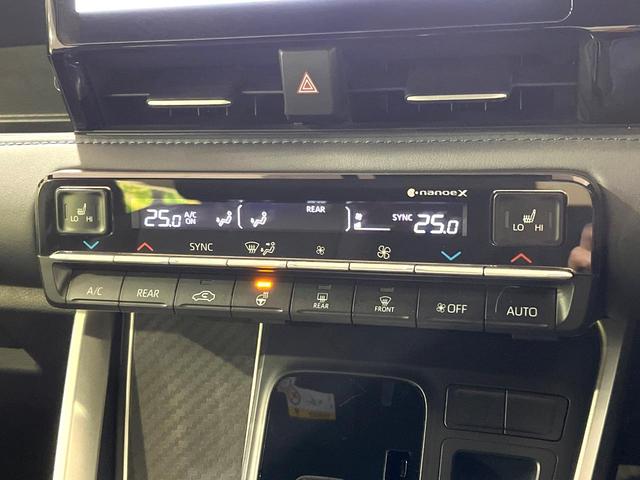 nanoeX
LO HI
25.0 A/C ON
REAR
SYNC 25.0
LO HI
SYNC
A/C REAR
REAR
FRONT
OFF
AUTO